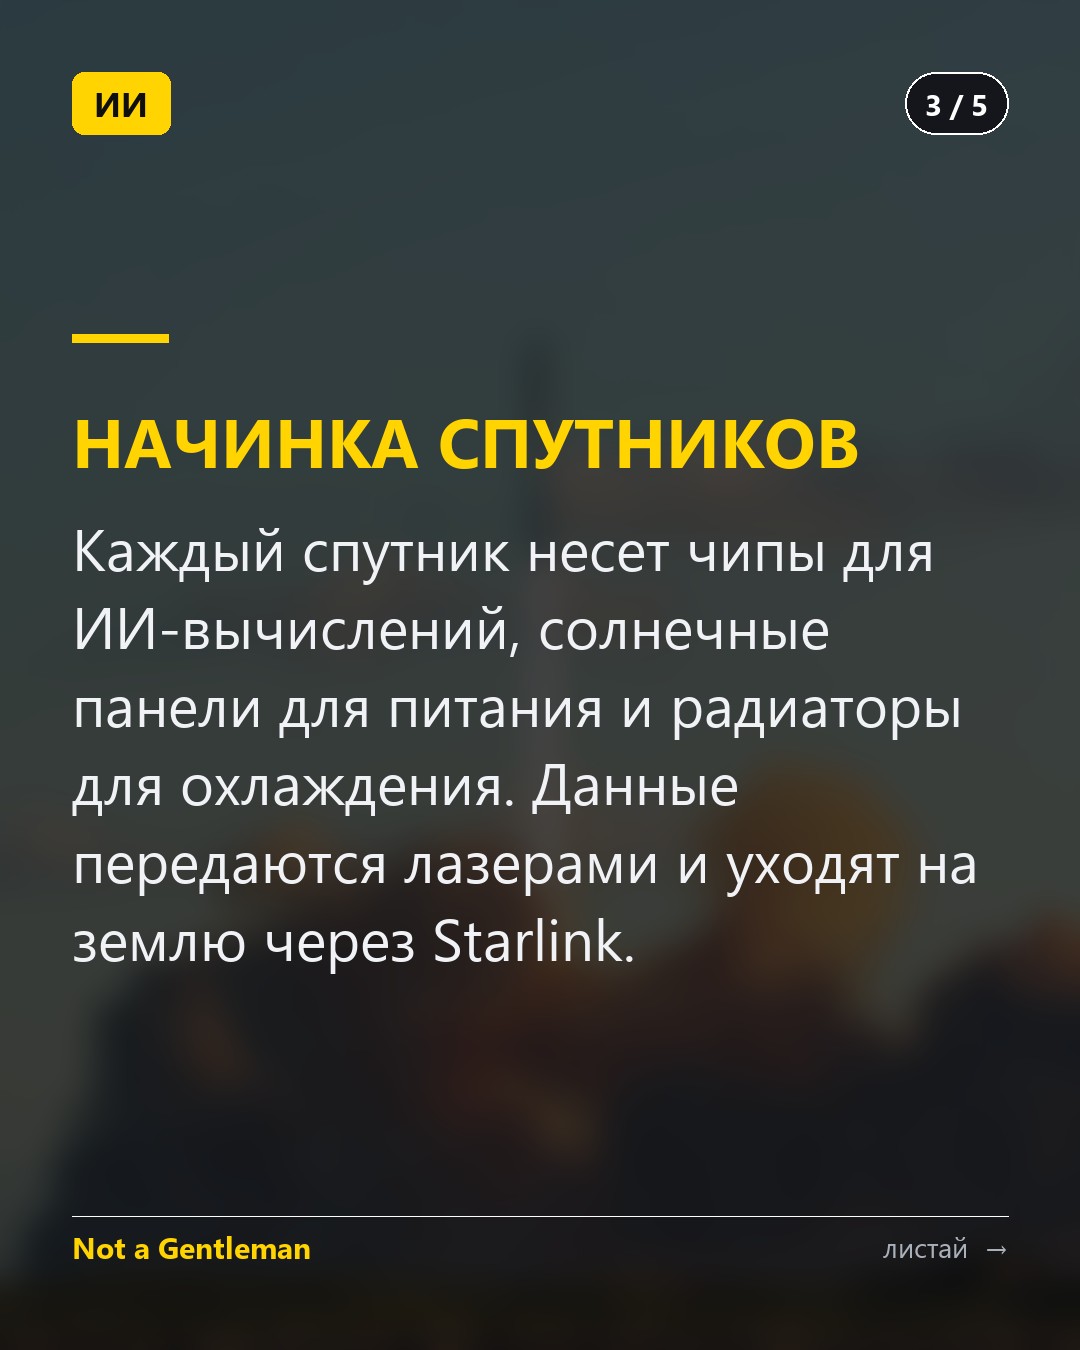 ИИ
3 / 5
НАЧИНКА СПУТНИКОВ
Каждый спутник несет чипы для
ИИ-вычислений, солнечные
панели для питания и радиаторы
для охлаждения. Данные
передаются лазерами и уходят на
землю через Starlink.
Not a Gentleman
листай →